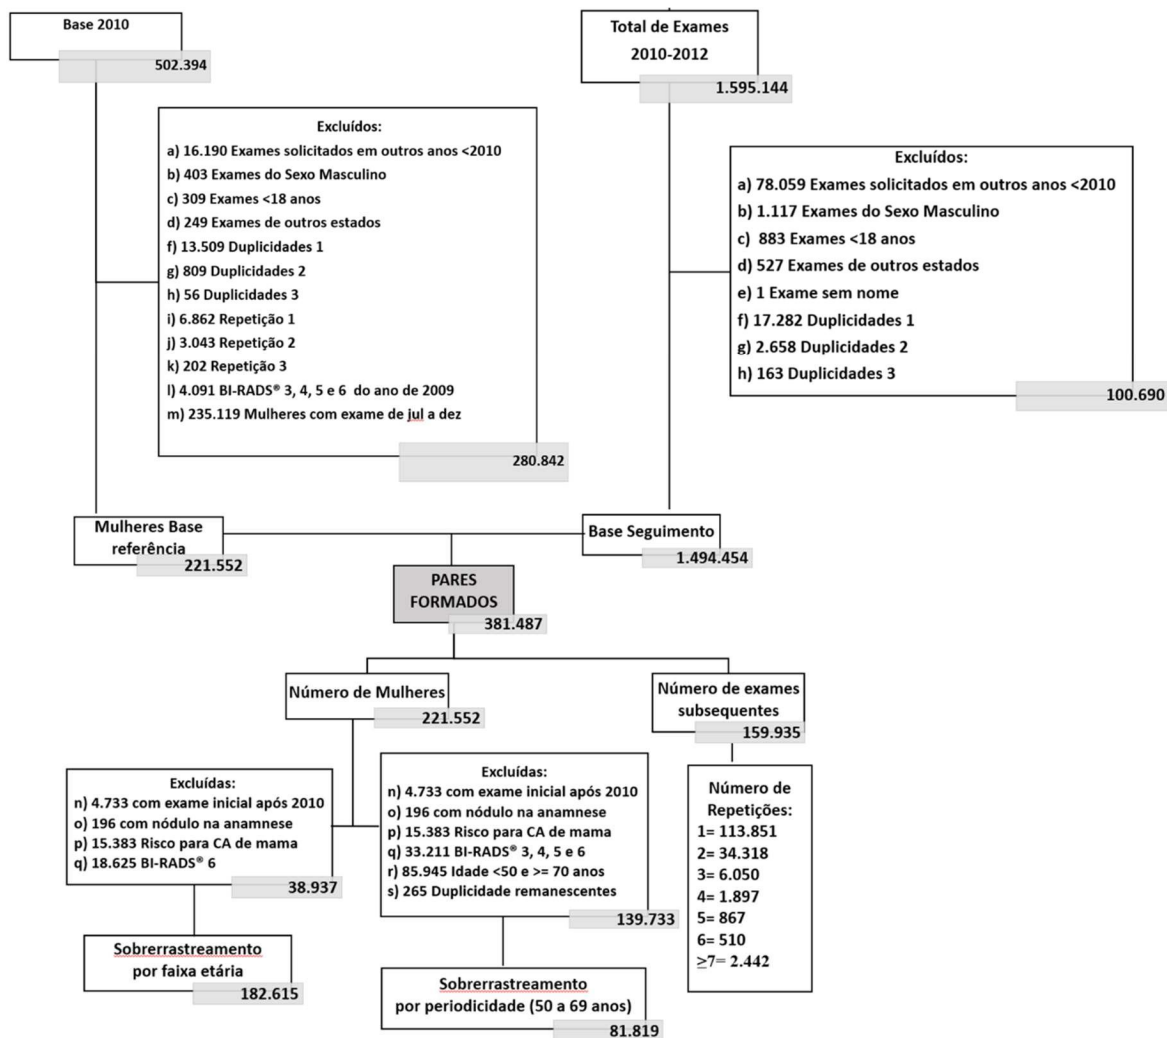 Base 2010
502.394
Total de Exames
2010-2012
1.595.144
Excluídos:
a) 16.190 Exames solicitados em outros anos <2010
b) 403 Exames do Sexo Masculino
c) 309 Exames <18 anos
d) 249 Exames de outros estados
f) 13.509 Duplicidades 1
g) 809 Duplicidades 2
h) 56 Duplicidades 3
i) 6.862 Repetição 1
j) 3.043 Repetição 2
k) 202 Repetição 3
l) 4.091 BI-RADS® 3, 4, 5 e 6 do ano de 2009
m) 235.119 Mulheres com exame de jul a dez
280.842
Excluídos:
a) 78.059 Exames solicitados em outros anos <2010
b) 1.117 Exames do Sexo Masculino
c) 883 Exames <18 anos
d) 527 Exames de outros estados
e) 1 Exame sem nome
f) 17.282 Duplicidades 1
g) 2.658 Duplicidades 2
h) 163 Duplicidades 3
100.690
Mulheres Base
referência
221.552
Base Seguimento
1.494.454
PARES
FORMADOS
381.487
Número de Mulheres
221.552
Número de exames
subsequentes
159.935
Excluídas:
n) 4.733 com exame inicial após 2010
o) 196 com nódulo na anamnese
p) 15.383 Risco para CA de mama
q) 18.625 BI-RADS® 6
38.937
Excluídas:
n) 4.733 com exame inicial após 2010
o) 196 com nódulo na anamnese
p) 15.383 Risco para CA de mama
q) 33.211 BI-RADS® 3, 4, 5 e 6
r) 85.945 Idade <50 e >= 70 anos
s) 265 Duplicidade remanescentes
139.733
Número de
Repetições:
1= 113.851
2= 34.318
3= 6.050
4= 1.897
5= 867
6= 510
≥7= 2.442
Sobrerrastreamento
por faixa etária
182.615
Sobrerrastreamento
por periodicidade (50 a 69 anos)
81.819